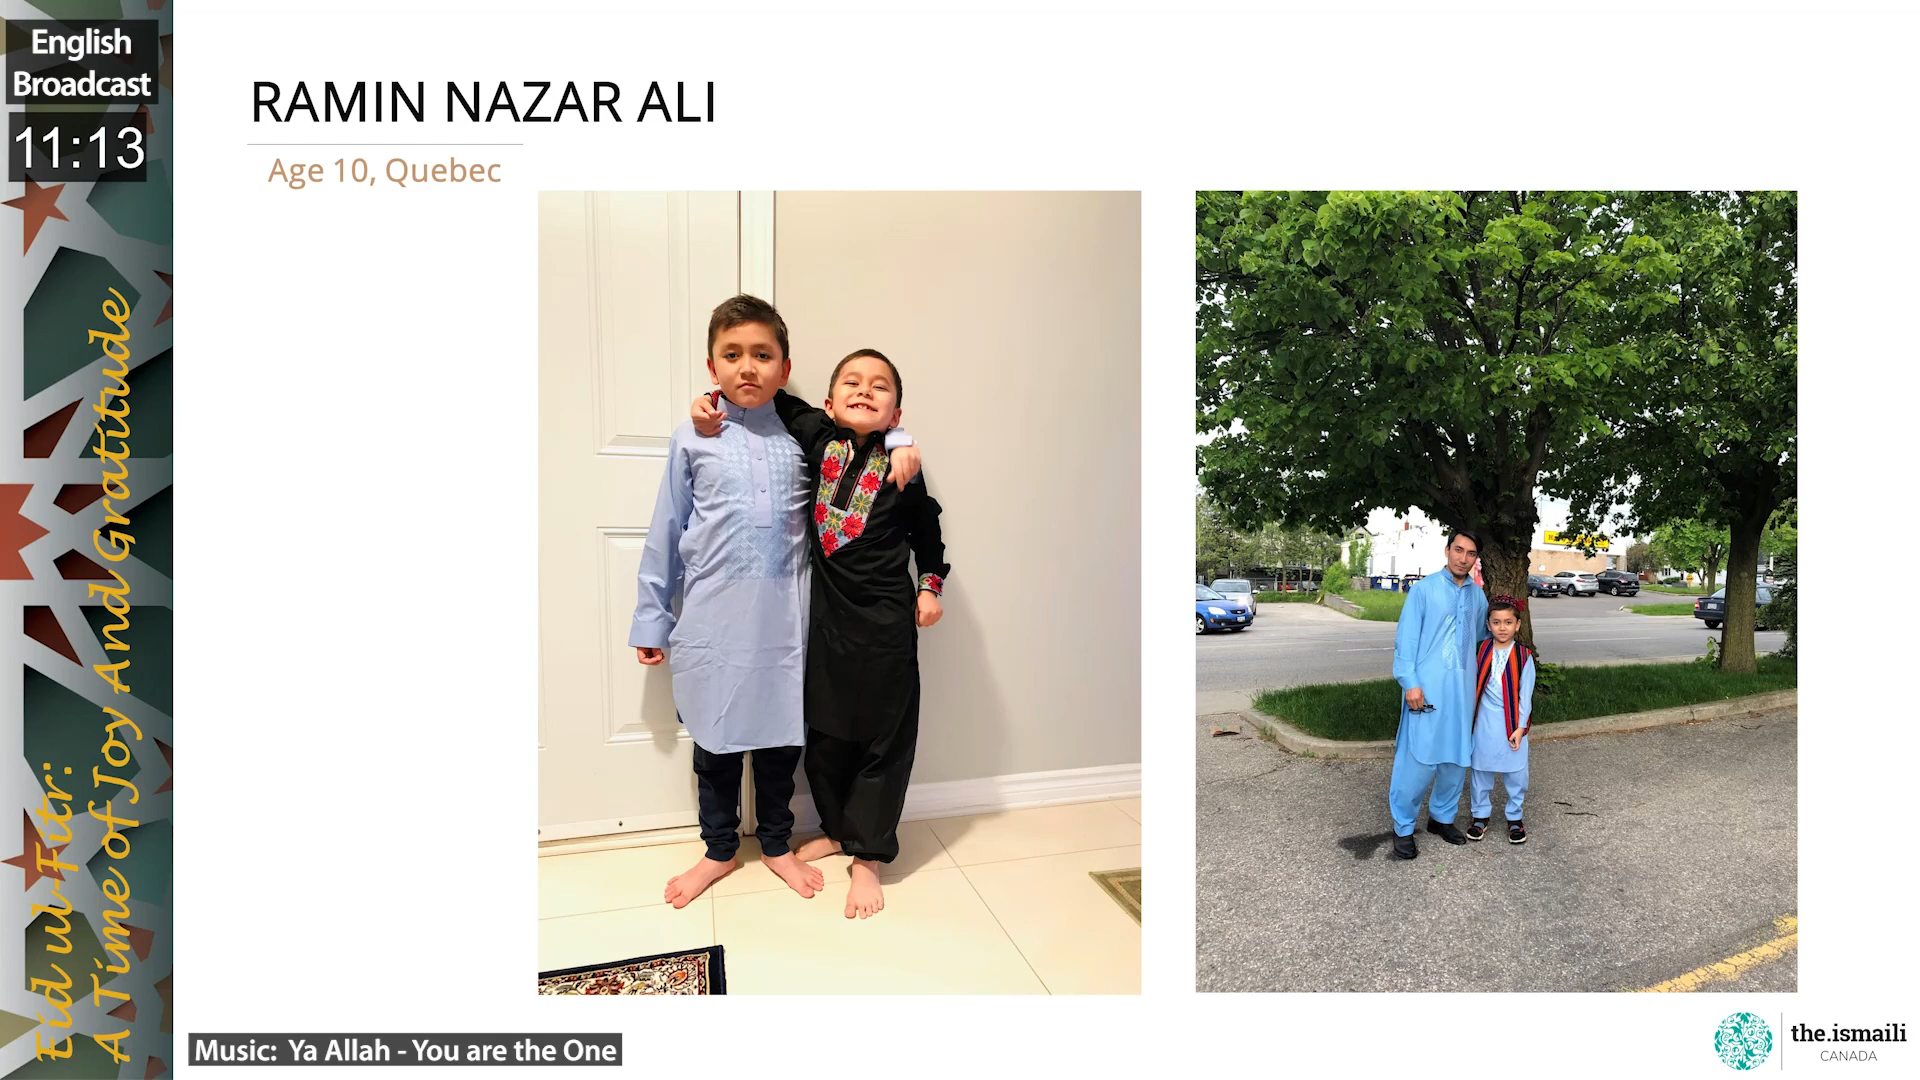 English
Broadcast
11:13
Eid ul-Fitr:
A Time of Joy And Gratitude
RAMIN NAZAR ALI
Age 10, Quebec
Music: Ya Allah - You are the One
the.ismaili
CANADA